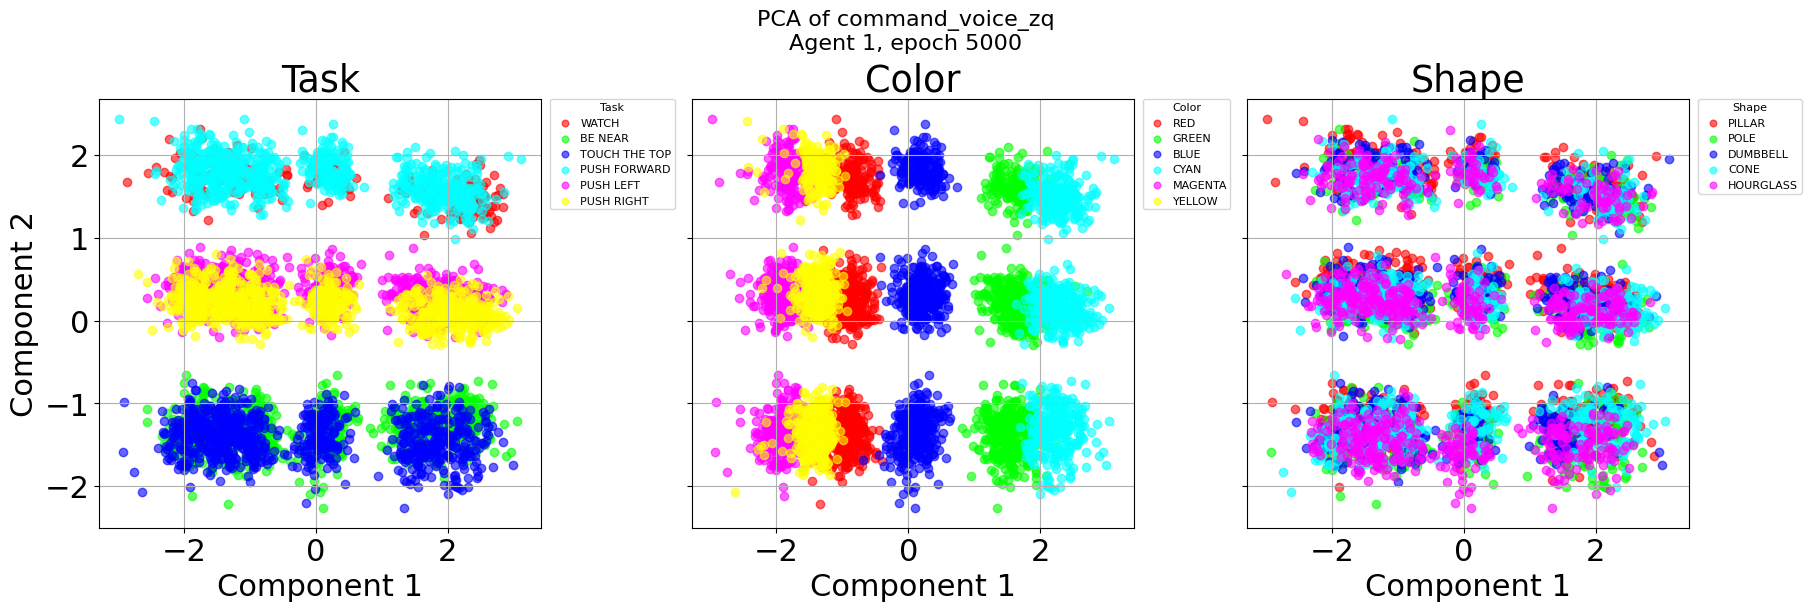 PCA of command_voice_zq
Agent 1, epoch 5000
Task
Component 2
2
1
0
−1
−2
−2 0 2
Component 1
Task
WATCH
BE NEAR
TOUCH THE TOP
PUSH FORWARD
PUSH LEFT
PUSH RIGHT
Color
−2 0 2
Component 1
Color
RED
GREEN
BLUE
CYAN
MAGENTA
YELLOW
Shape
−2 0 2
Component 1
Shape
PILLAR
POLE
DUMBBELL
CONE
HOURGLASS